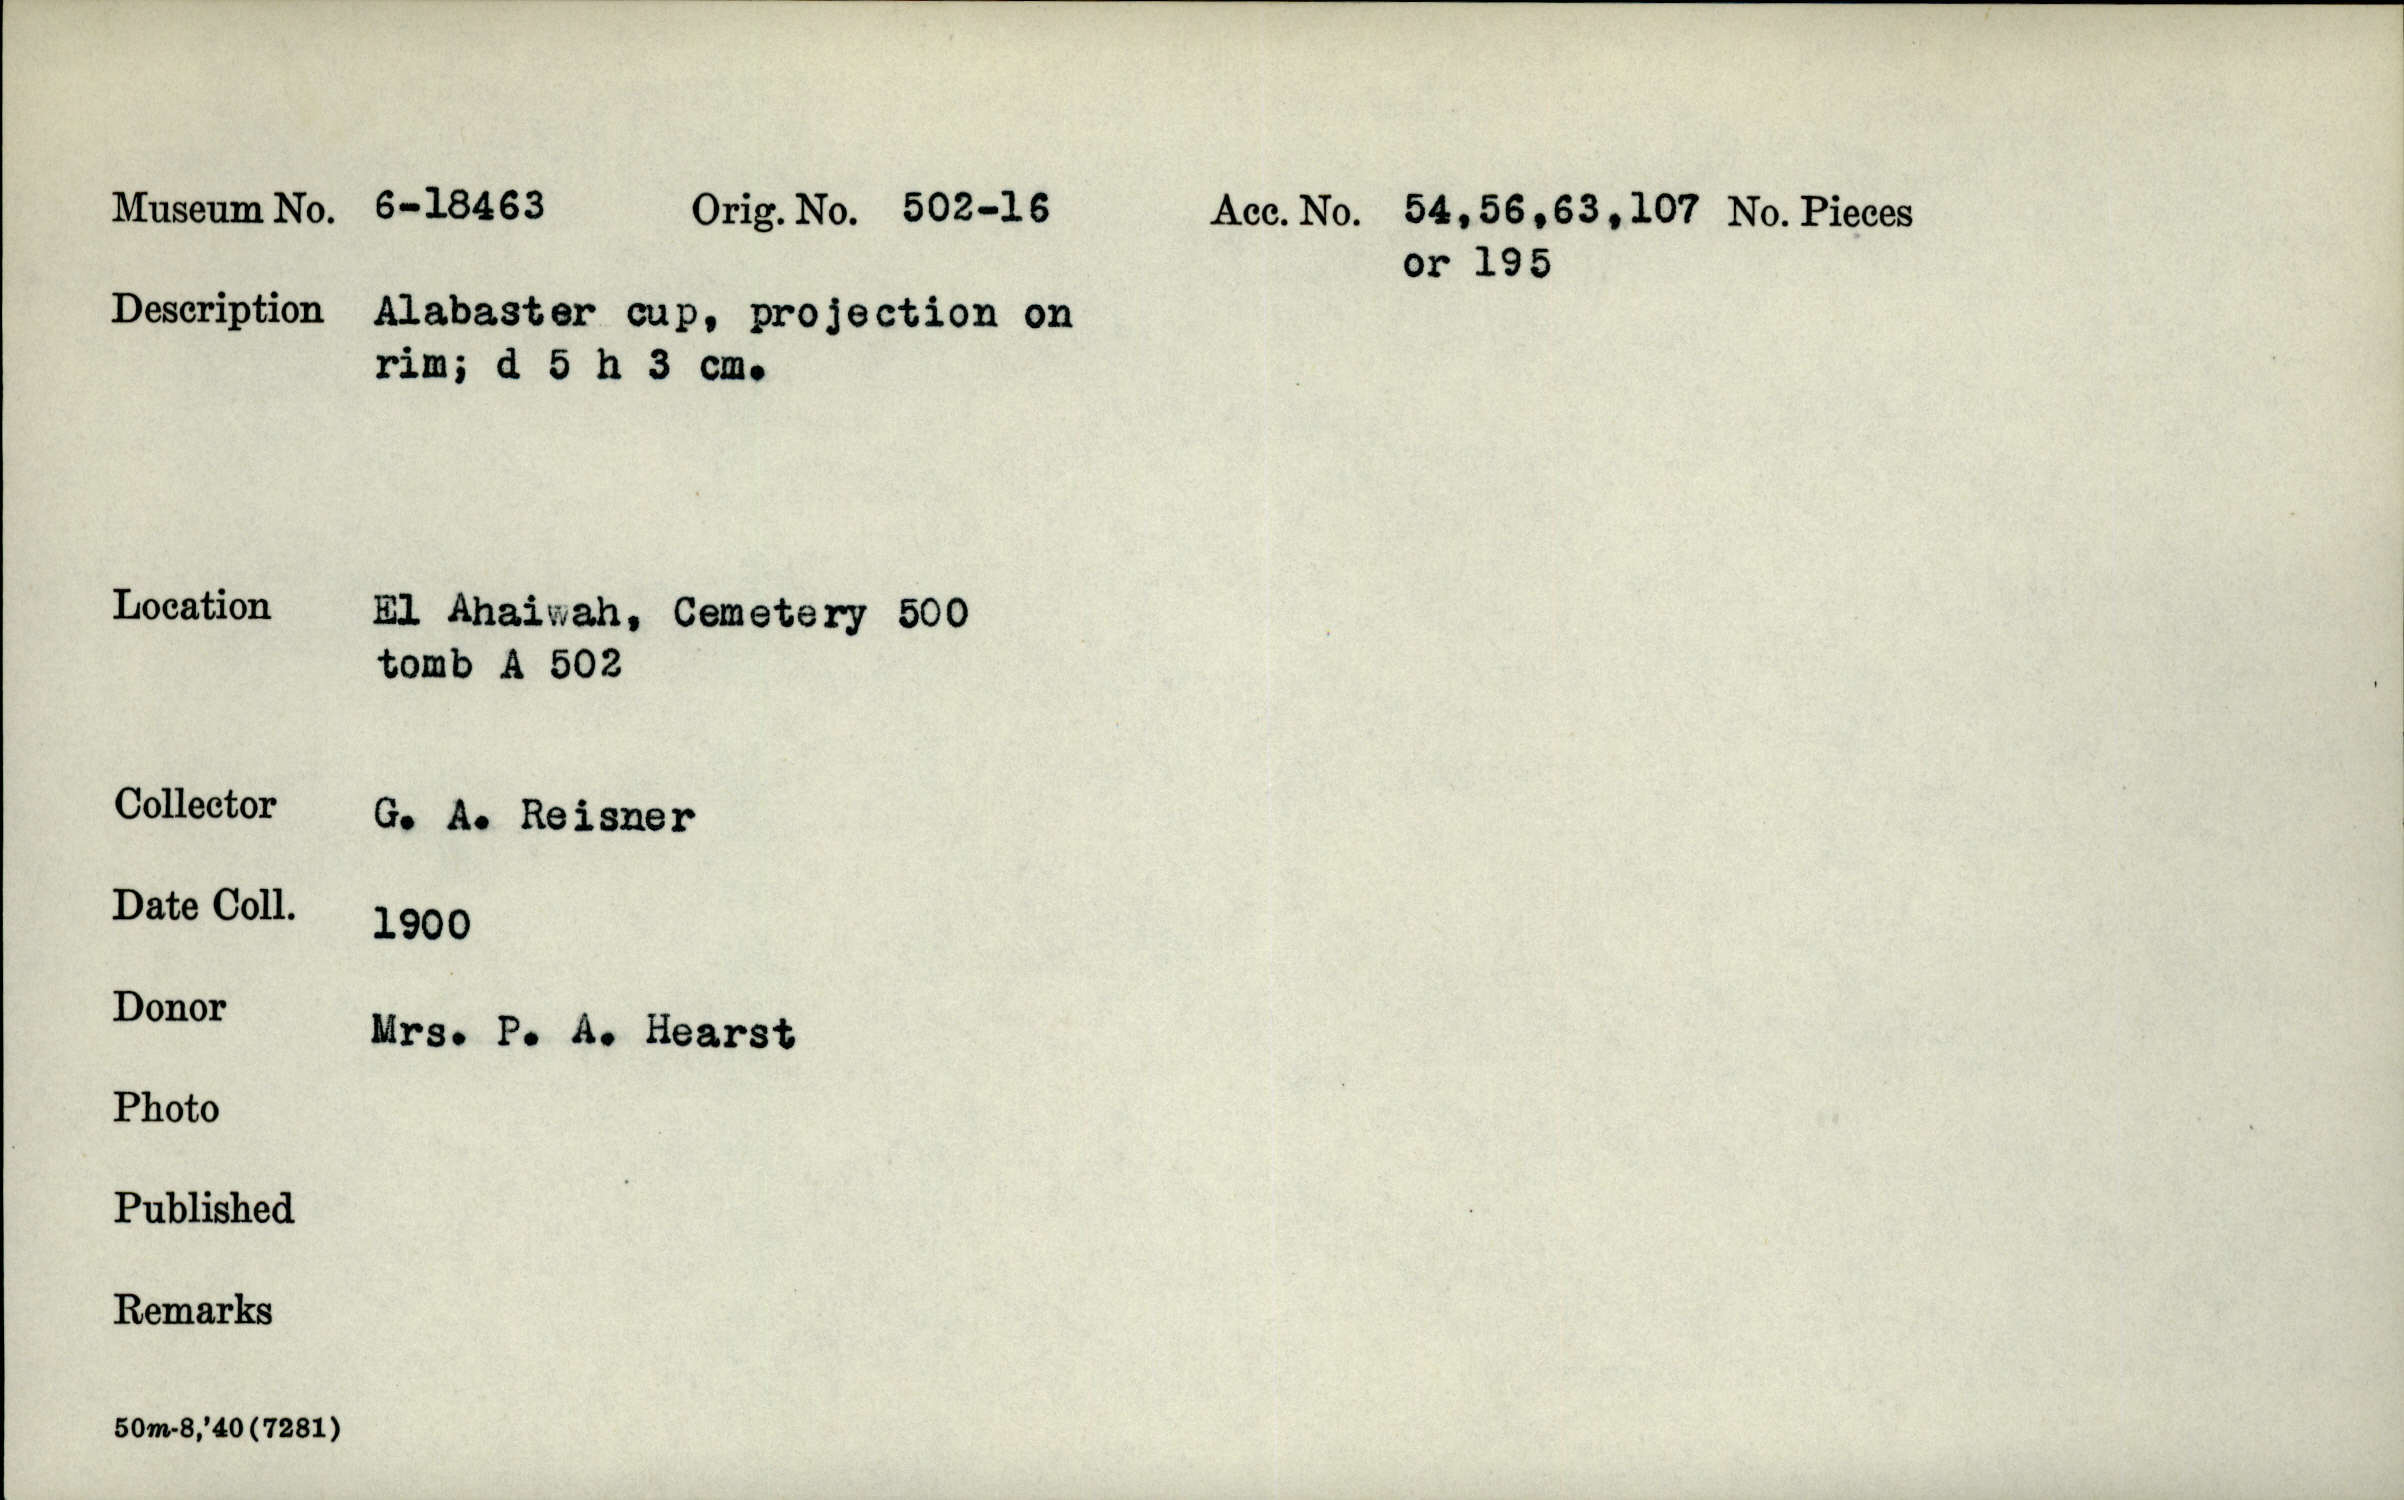 Museum No. 6-18463 Orig. No. 502-16 Acc. No. 54,56,63,107 No. Pieces
or 195
Description Alabaster cup, projection on
rim; d 5 h 3 cm.
Location El Ahaiwah, Cemetery 500
tomb A 502
Collector G. A. Reisner
Date Coll. 1900
Donor Mrs. P. A. Hearst
Photo
Published
Remarks
50m-8,'40(7281)